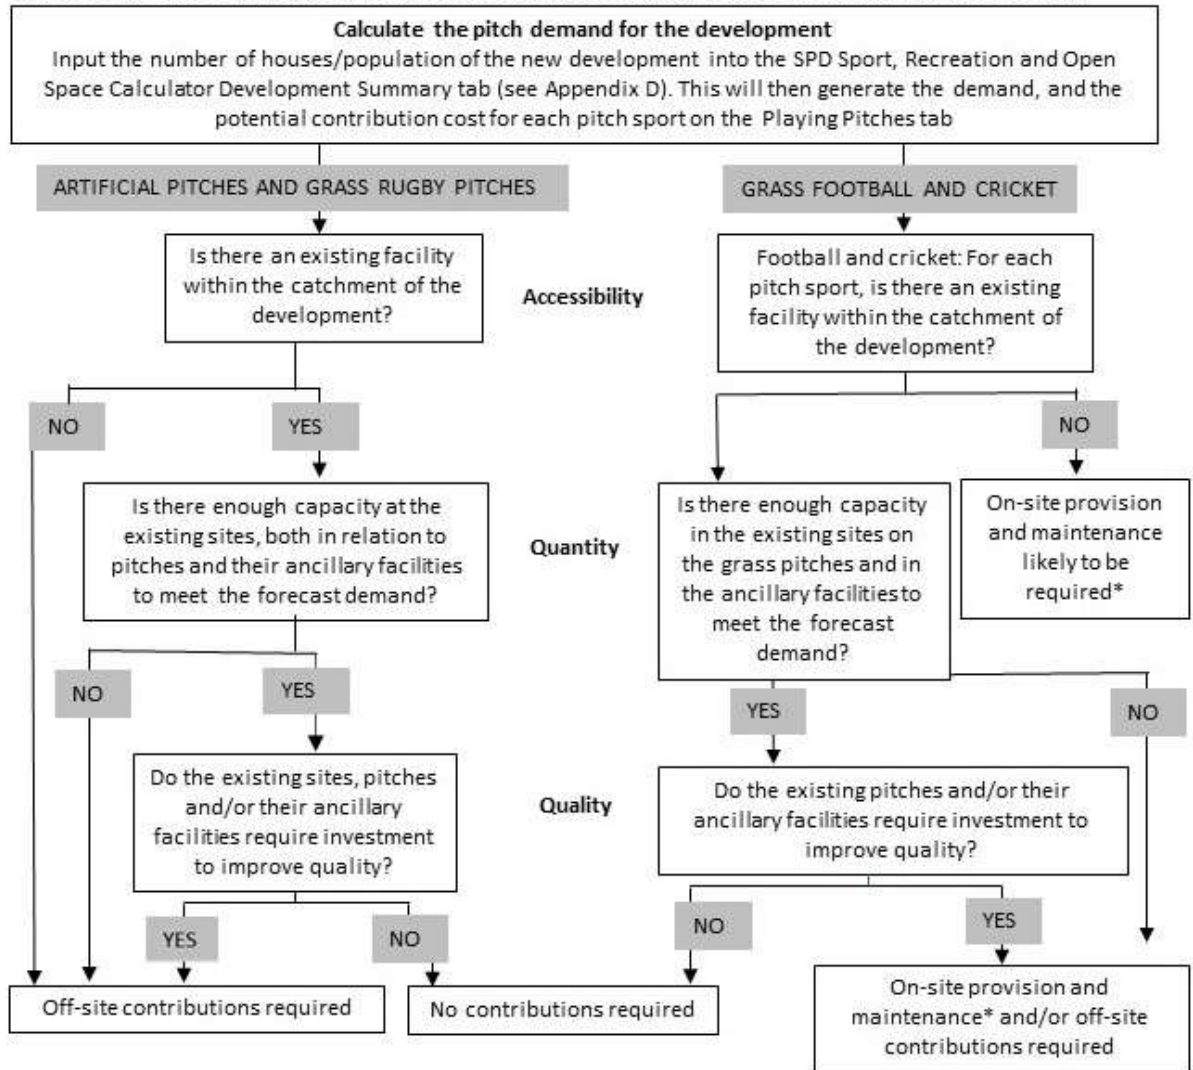 Calculate the pitch demand for the development
Input the number of houses/population of the new development into the SPD Sport, Recreation and Open
Space Calculator Development Summary tab (see Appendix D). This will then generate the demand, and the
potential contribution cost for each pitch sport on the Playing Pitches tab
ARTIFICIAL PITCHES AND GRASS RUGBY PITCHES
GRASS FOOTBALL AND CRICKET
Is there an existing facility
within the catchment of the
development?
Accessibility
Football and cricket: For each
pitch sport, is there an existing
facility within the catchment of
the development?
NO
YES
NO
Is there enough capacity at the
existing sites, both in relation to
pitches and their ancillary facilities
to meet the forecast demand?
Quantity
Is there enough capacity
in the existing sites on
the grass pitches and in
the ancillary facilities to
meet the forecast
demand?
On-site provision
and maintenance
likely to be
required*
NO
YES
YES
NO
Do the existing sites, pitches
and/or their ancillary
facilities require investment
to improve quality?
Quality
Do the existing pitches and/or their
ancillary facilities require investment to
improve quality?
YES
NO
NO
YES
Off-site contributions required
No contributions required
On-site provision and
maintenance* and/or off-site
contributions required